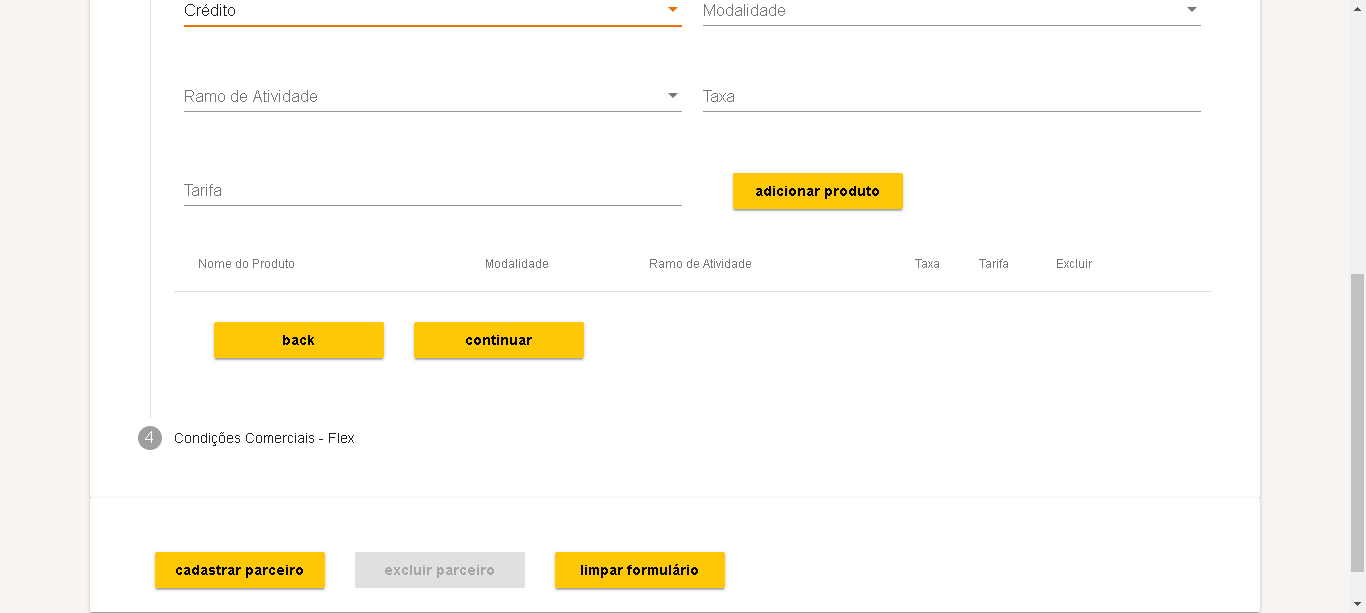 Crédito Modalidade
Ramo de Atividade Taxa
Tarifa adicionar produto
Nome do Produto Modalidade Ramo de Atividade Taxa Tarifa Excluir
back continuar
4 Condições Comerciais - Flex
cadastrar parceiro excluir parceiro limpar formulário